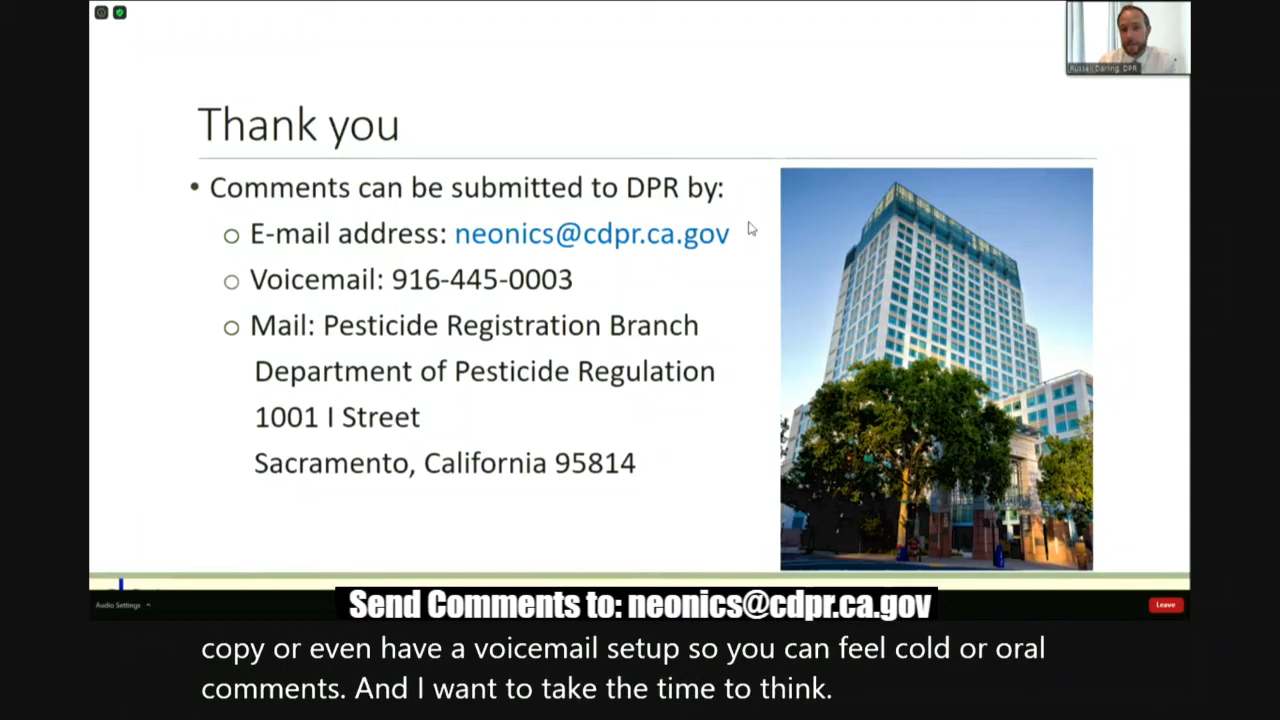 Russell Darling, DPR
Thank you
• Comments can be submitted to DPR by:
o E-mail address: neonics@cdpr.ca.gov
o Voicemail: 916-445-0003
o Mail: Pesticide Registration Branch
Department of Pesticide Regulation
1001 I Street
Sacramento, California 95814
Audio Settings
Leave
Send Comments to: neonics@cdpr.ca.gov
copy or even have a voicemail setup so you can feel cold or oral
comments. And I want to take the time to think.